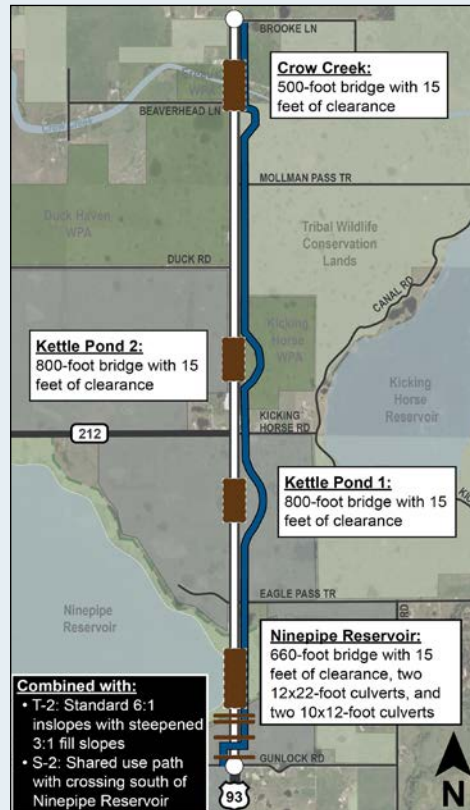 BROOKE LN
Crow Creek:
500-foot bridge with 15
feet of clearance
WPA
BEAVERHEAD LN
MOLLMAN PASS TR
Duck Haven
WPA
Tribal Wildlife
Conservation
Lands
DUCK RD
CANAL RD
Kicking
Horse
WPA
Kettle Pond 2:
800-foot bridge with 15
feet of clearance
Kicking
Horse
Reservoir
212
KICKING
HORSE RD
Kettle Pond 1:
800-foot bridge with 15
feet of clearance
EAGLE PASS TR
Ninepipe
Reservoir
RD
Ninepipe Reservoir:
660-foot bridge with 15
feet of clearance, two
12x22-foot culverts, and
two 10x12-foot culverts
Combined with:
• T-2: Standard 6:1
inslopes with steepened
3:1 fill slopes
• S-2: Shared use path
with crossing south of
Ninepipe Reservoir
GUNLOCK RD
93
N